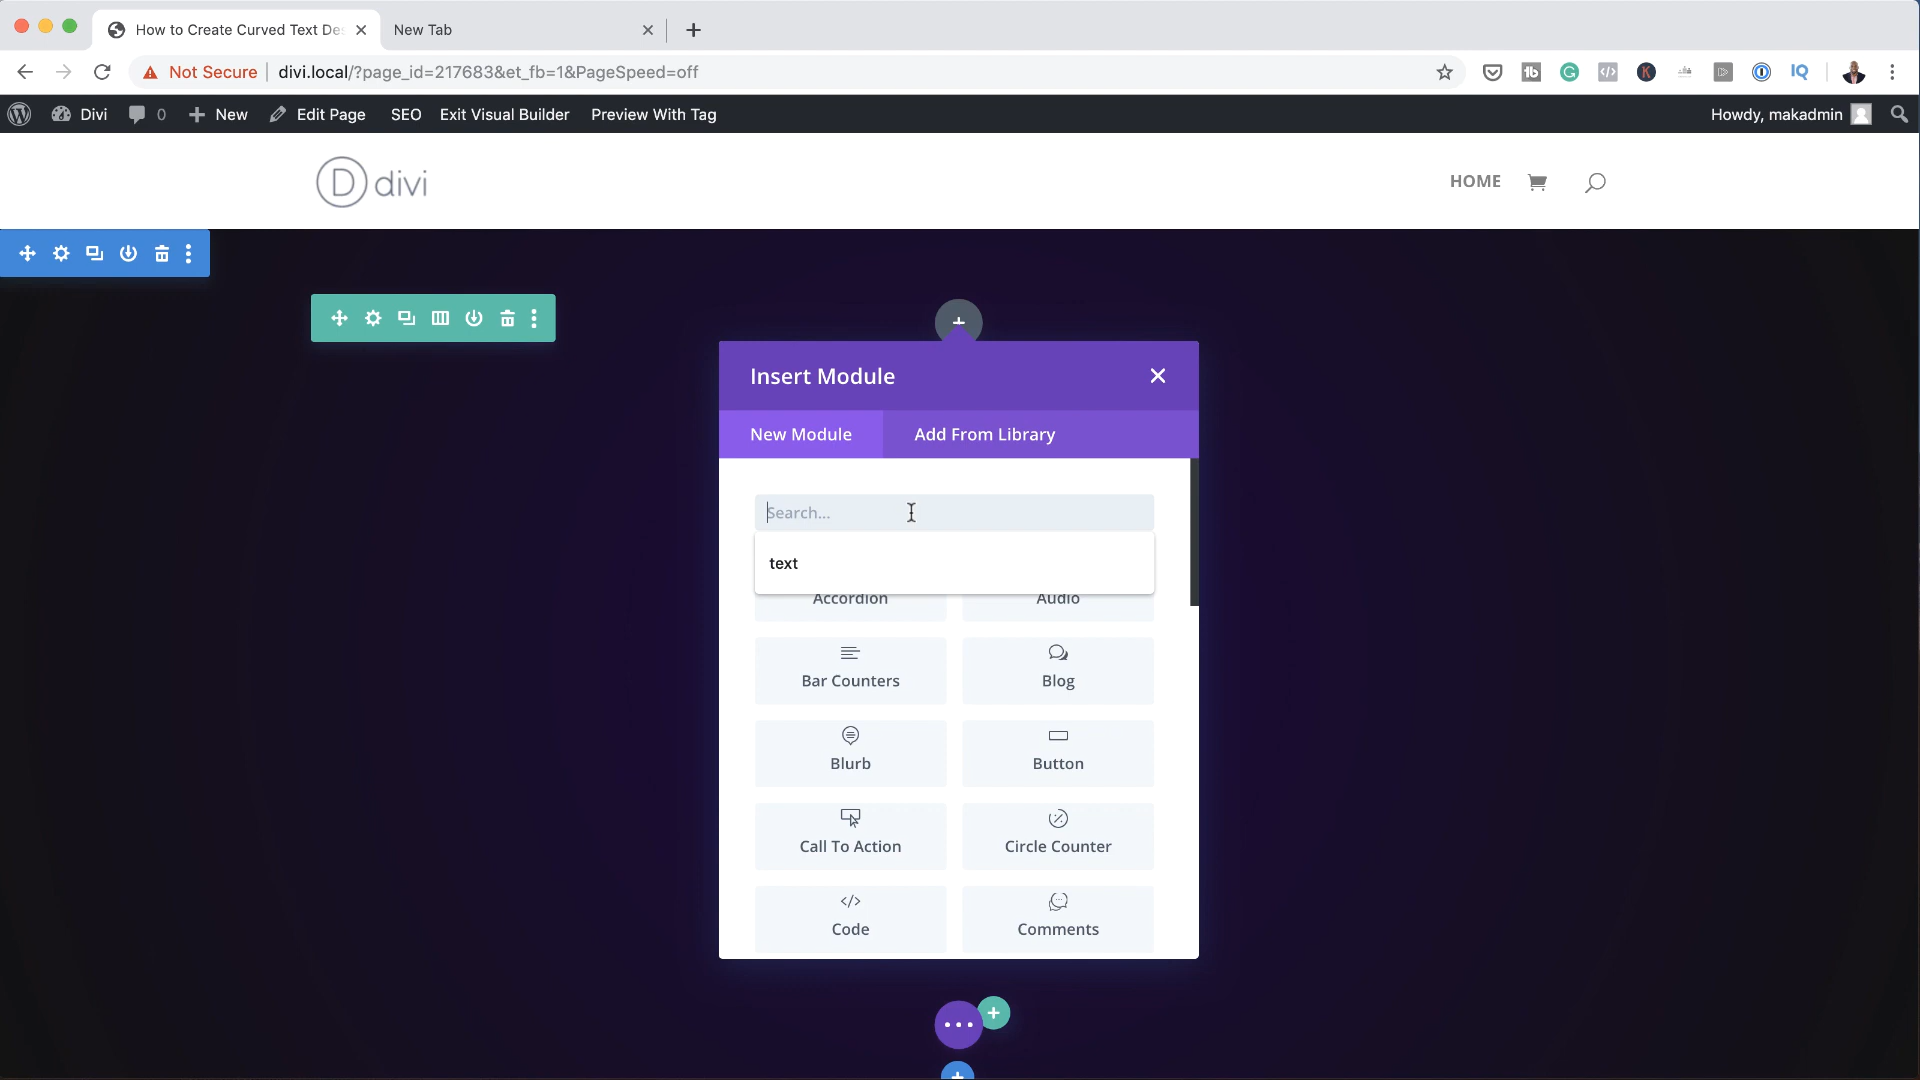 How to Create Curved Text De
New Tab
Not Secure
divi.local/?page_id=217683&et_fb=1&PageSpeed=off
Divi
0
New
Edit Page
SEO
Exit Visual Builder
Preview With Tag
Howdy, makadmin
D divi
HOME
Insert Module
New Module
Add From Library
Search...
text
Accordion
Audio
Bar Counters
Blog
Blurb
Button
Call To Action
Circle Counter
Code
Comments